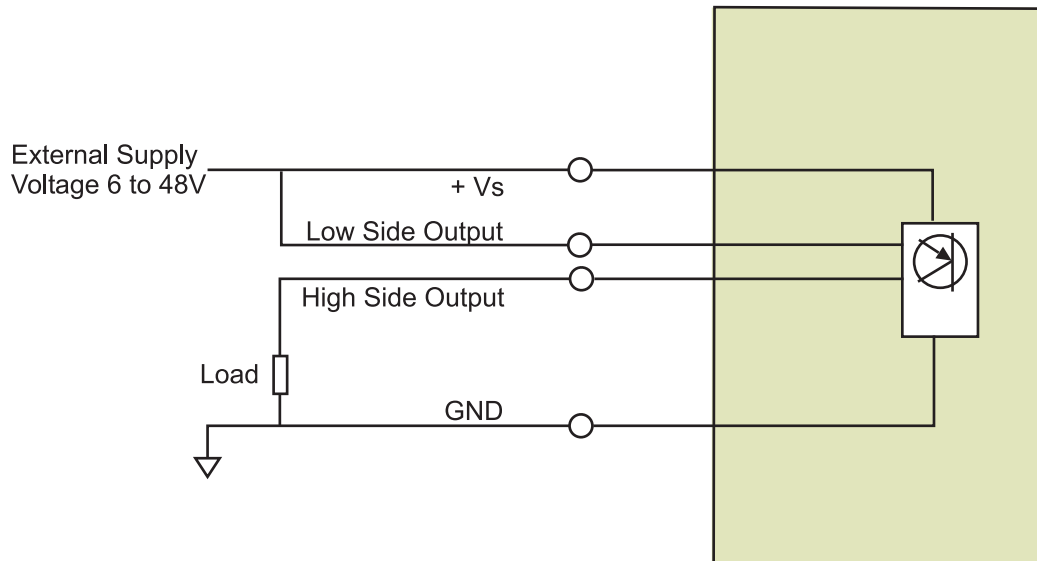 External Supply
Voltage 6 to 48V
+ Vs
Low Side Output
High Side Output
Load
GND